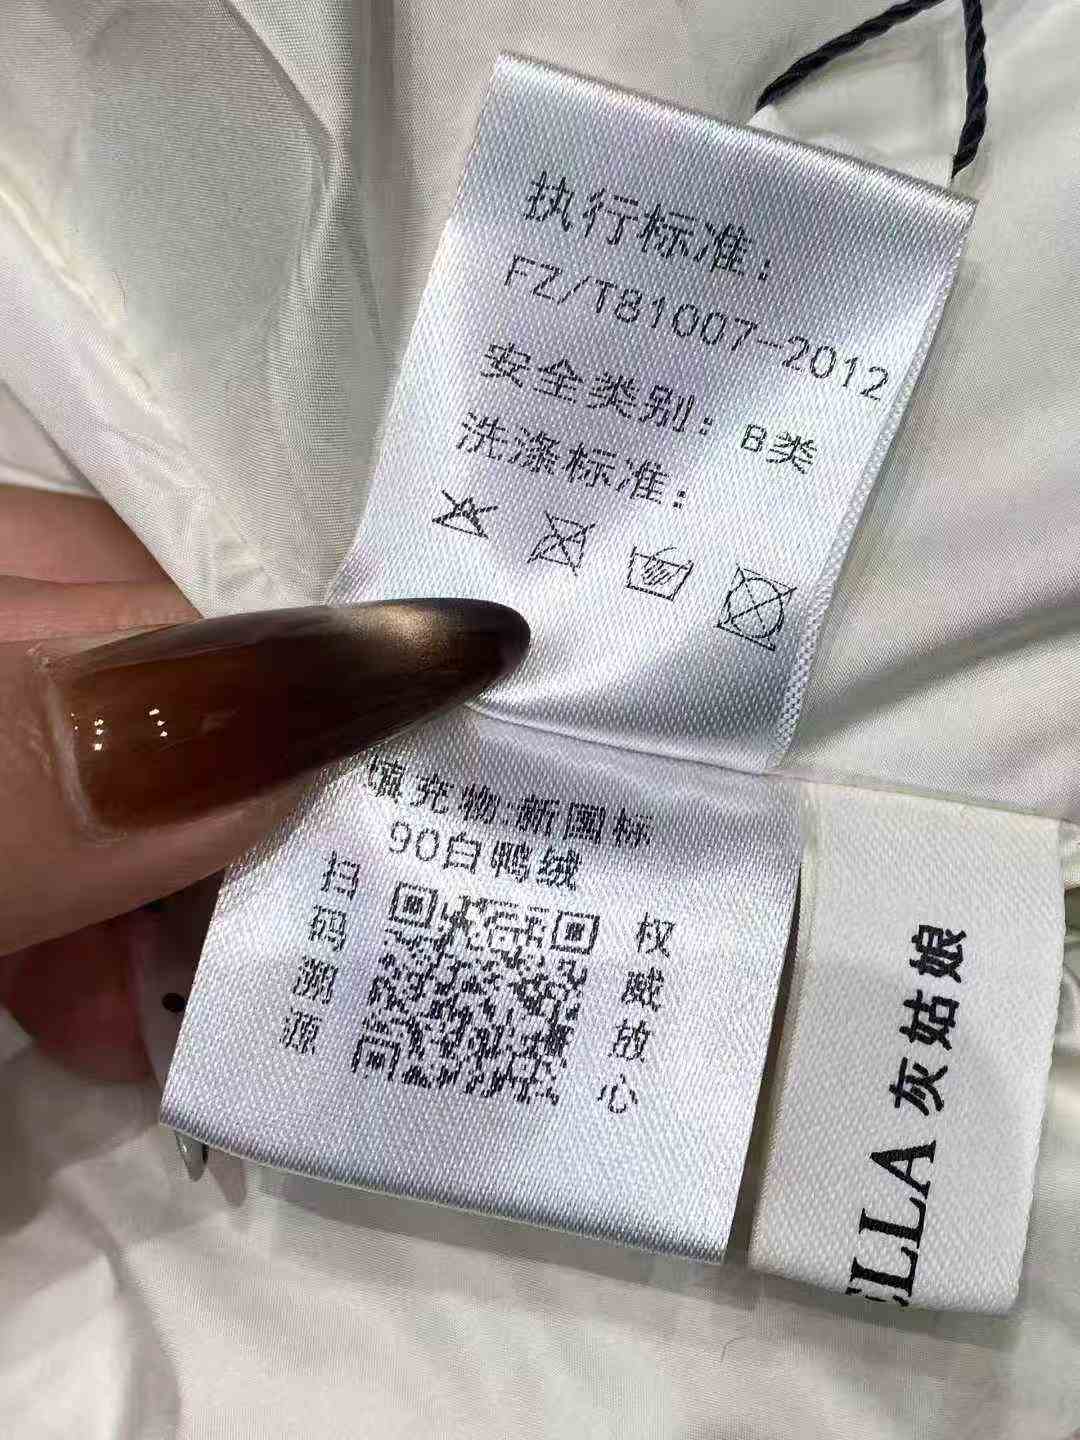 执行标准:
FZ/T81007-2012
安全类别: B类
洗涤标准:
填充物:新国标
90白鸭绒
扫码溯源
权威放心
ELLA 灰姑娘